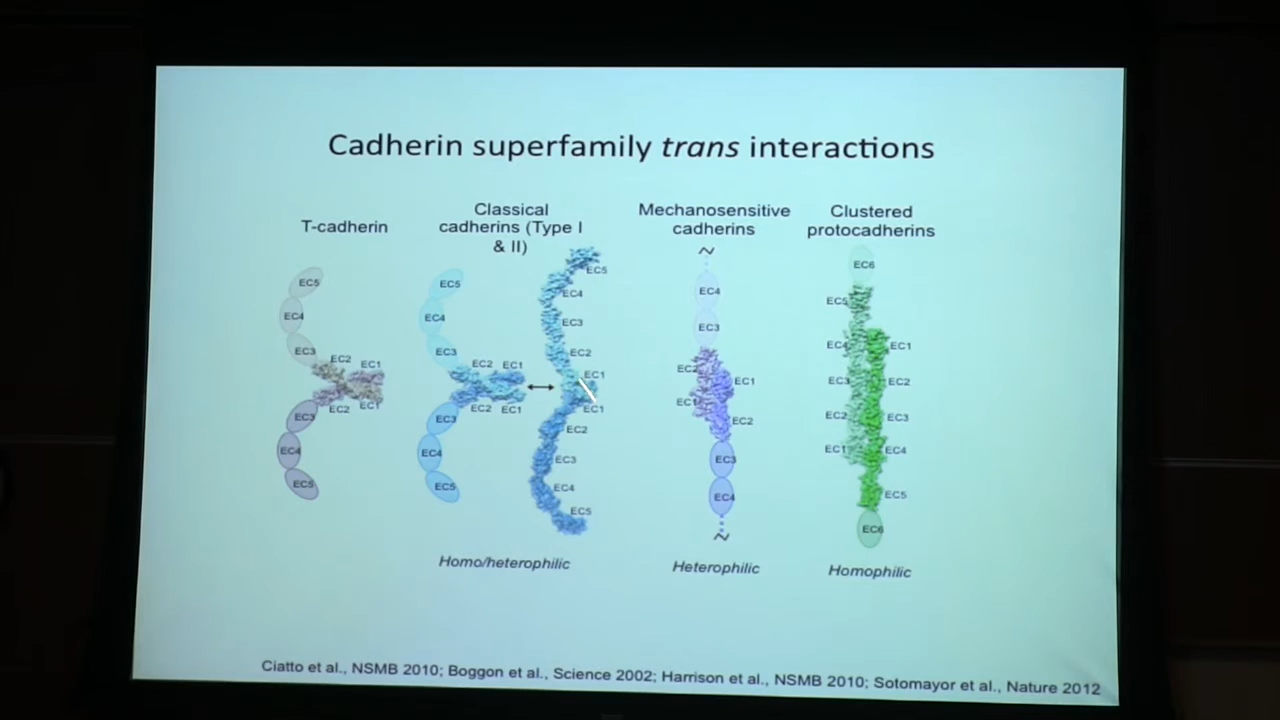 Cadherin superfamily trans interactions
T-cadherin
Classical
cadherins (Type I
& II)
Mechanosensitive
cadherins
Clustered
protocadherins
EC5
EC4
EC3
EC2
EC1
EC2
EC1
EC3
EC4
EC5
EC5
EC4
EC3
EC2
EC1
EC2
EC1
EC3
EC4
EC5
EC5
EC4
EC3
EC2
EC1
EC1
EC2
EC3
EC4
EC5
~
EC4
EC3
EC2
EC1
EC1
EC2
EC3
EC4
~
EC6
EC5
EC4
EC1
EC3
EC2
EC2
EC3
EC1
EC4
EC5
EC6
Homo/heterophilic
Heterophilic
Homophilic
Ciatto et al., NSMB 2010; Boggon et al., Science 2002; Harrison et al., NSMB 2010; Sotomayor et al., Nature 2012